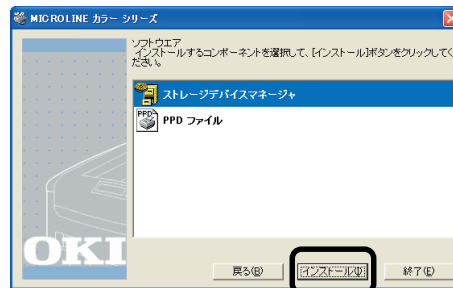 MICROLINE カラー シリーズ
ソフトウエア
インストールするコンポーネントを選択して、[インストール]ボタンをクリックしてく
ださい。
ストレージデバイスマネージャ
PPD
PPD ファイル
OKI
戻る(B)
インストール(I)
終了(E)